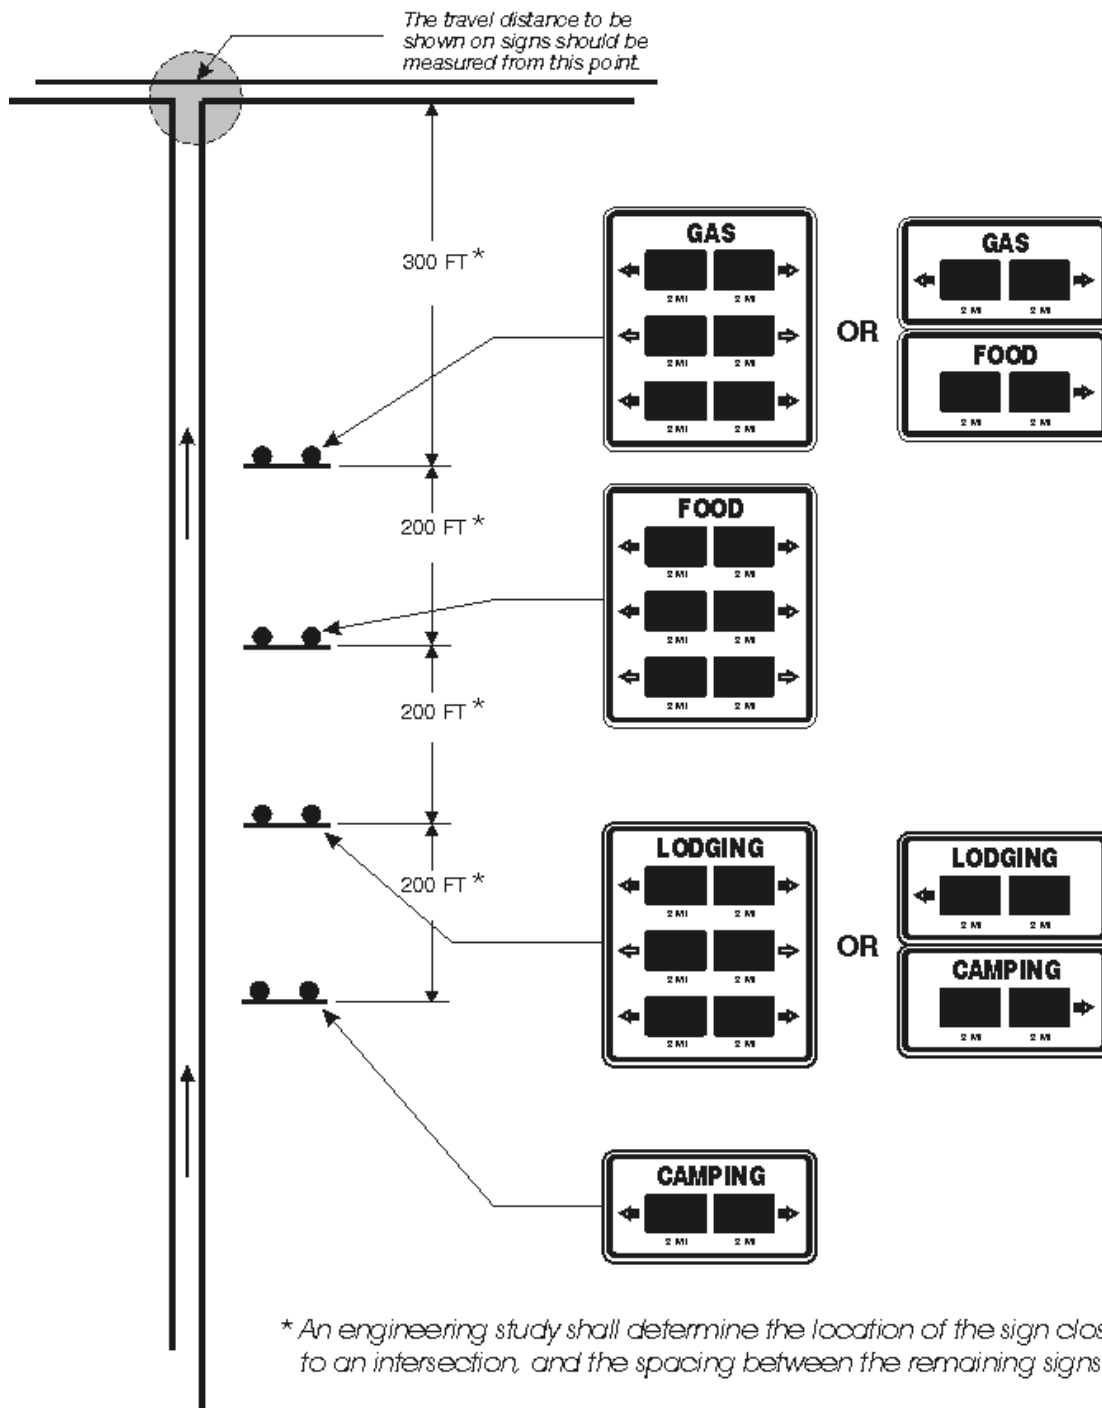 The travel distance to be
shown on signs should be
measured from this point.
300 FT *
GAS
2 MI 2 MI
2 MI 2 MI
2 MI 2 MI
OR
GAS
2 MI 2 MI
FOOD
2 MI 2 MI
200 FT *
FOOD
2 MI 2 MI
2 MI 2 MI
2 MI 2 MI
200 FT *
200 FT *
LODGING
2 MI 2 MI
2 MI 2 MI
2 MI 2 MI
OR
LODGING
2 MI 2 MI
CAMPING
2 MI 2 MI
CAMPING
2 MI 2 MI
* An engineering study shall determine the location of the sign clos
to an intersection, and the spacing between the remaining signs